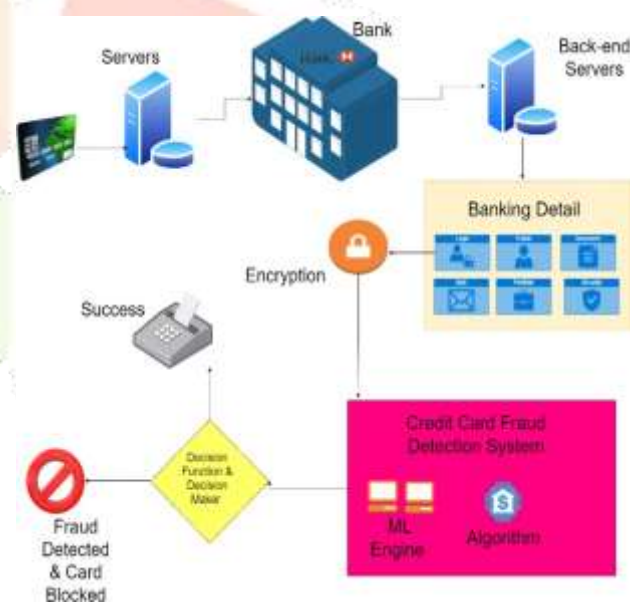 Bank
Servers
Bank
Back-end
Servers
Banking Detail
Encryption
Success
Credit Card Fraud
Detection System
Decision
Function &
Decision
Maker
ML
Engine
Algorithm
Fraud
Detected
& Card
Blocked